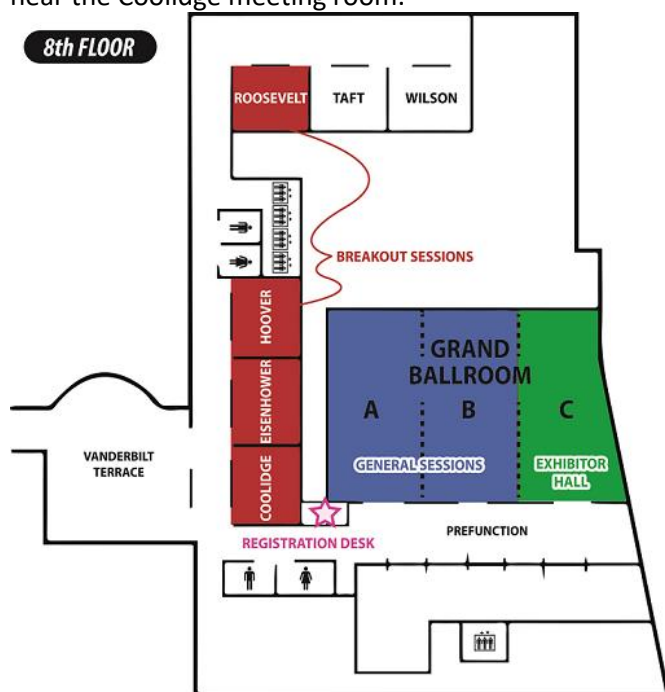 near the Coolidge meeting room.
8th FLOOR
ROOSEVELT
TAFT
WILSON
BREAKOUT SESSIONS
HOOVER
EISENHOWER
COOLIDGE
GRAND
BALLROOM
A
B
C
GENERAL SESSIONS
EXHIBITOR
HALL
VANDERBILT
TERRACE
REGISTRATION DESK
PREFUNCTION